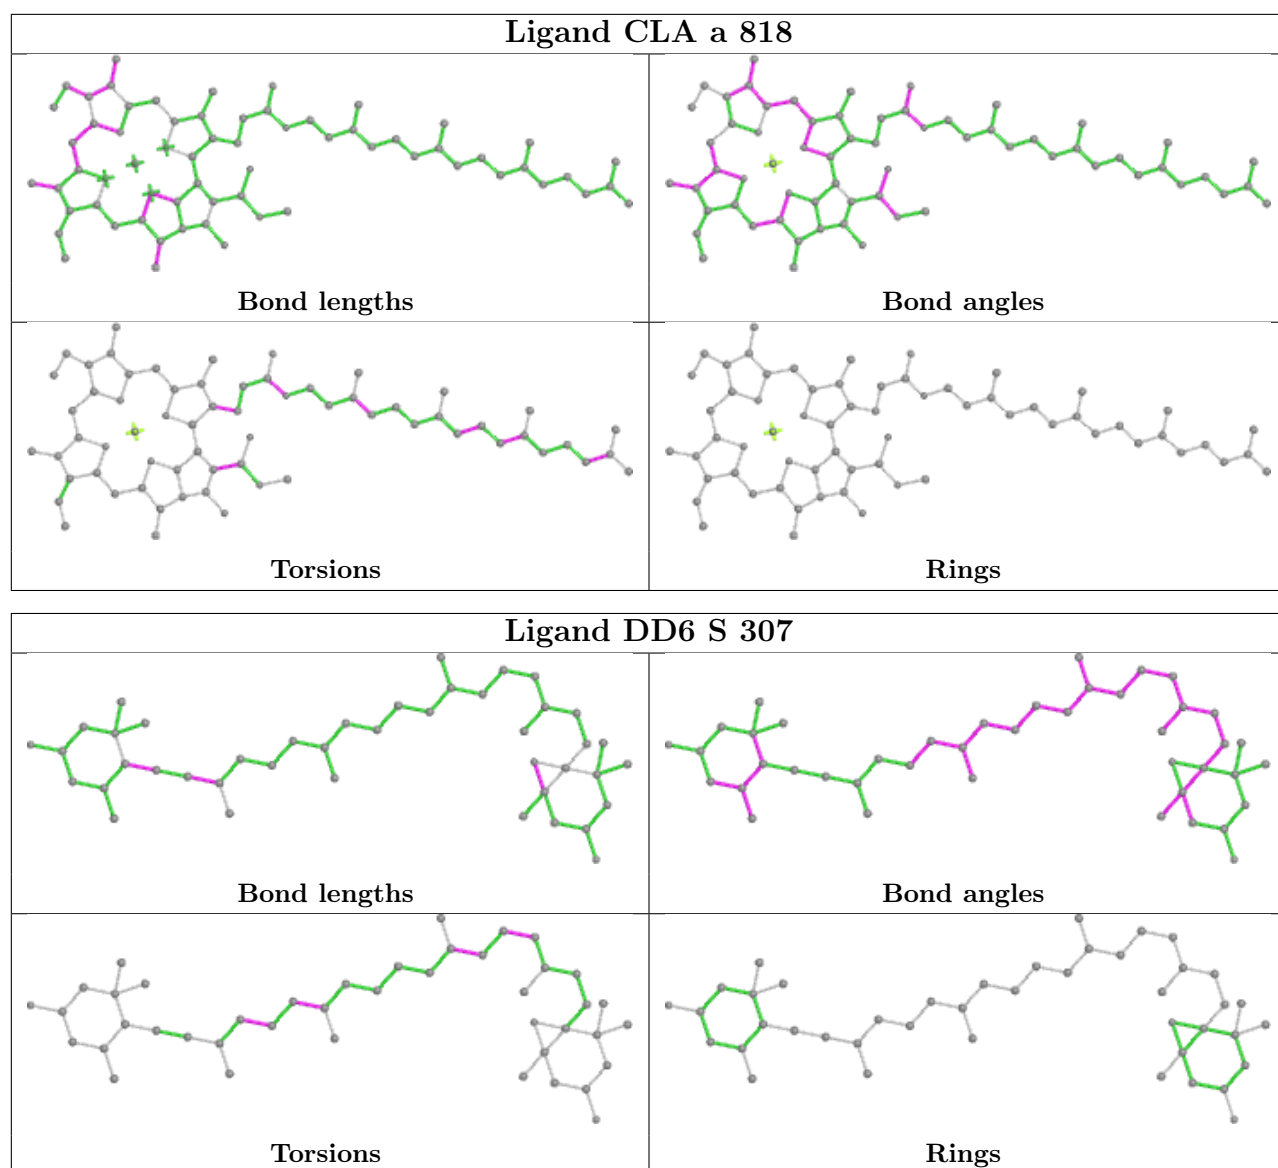 Ligand CLA a 818
Bond lengths
Bond angles
Torsions
Rings
Ligand DD6 S 307
Bond lengths
Bond angles
Torsions
Rings